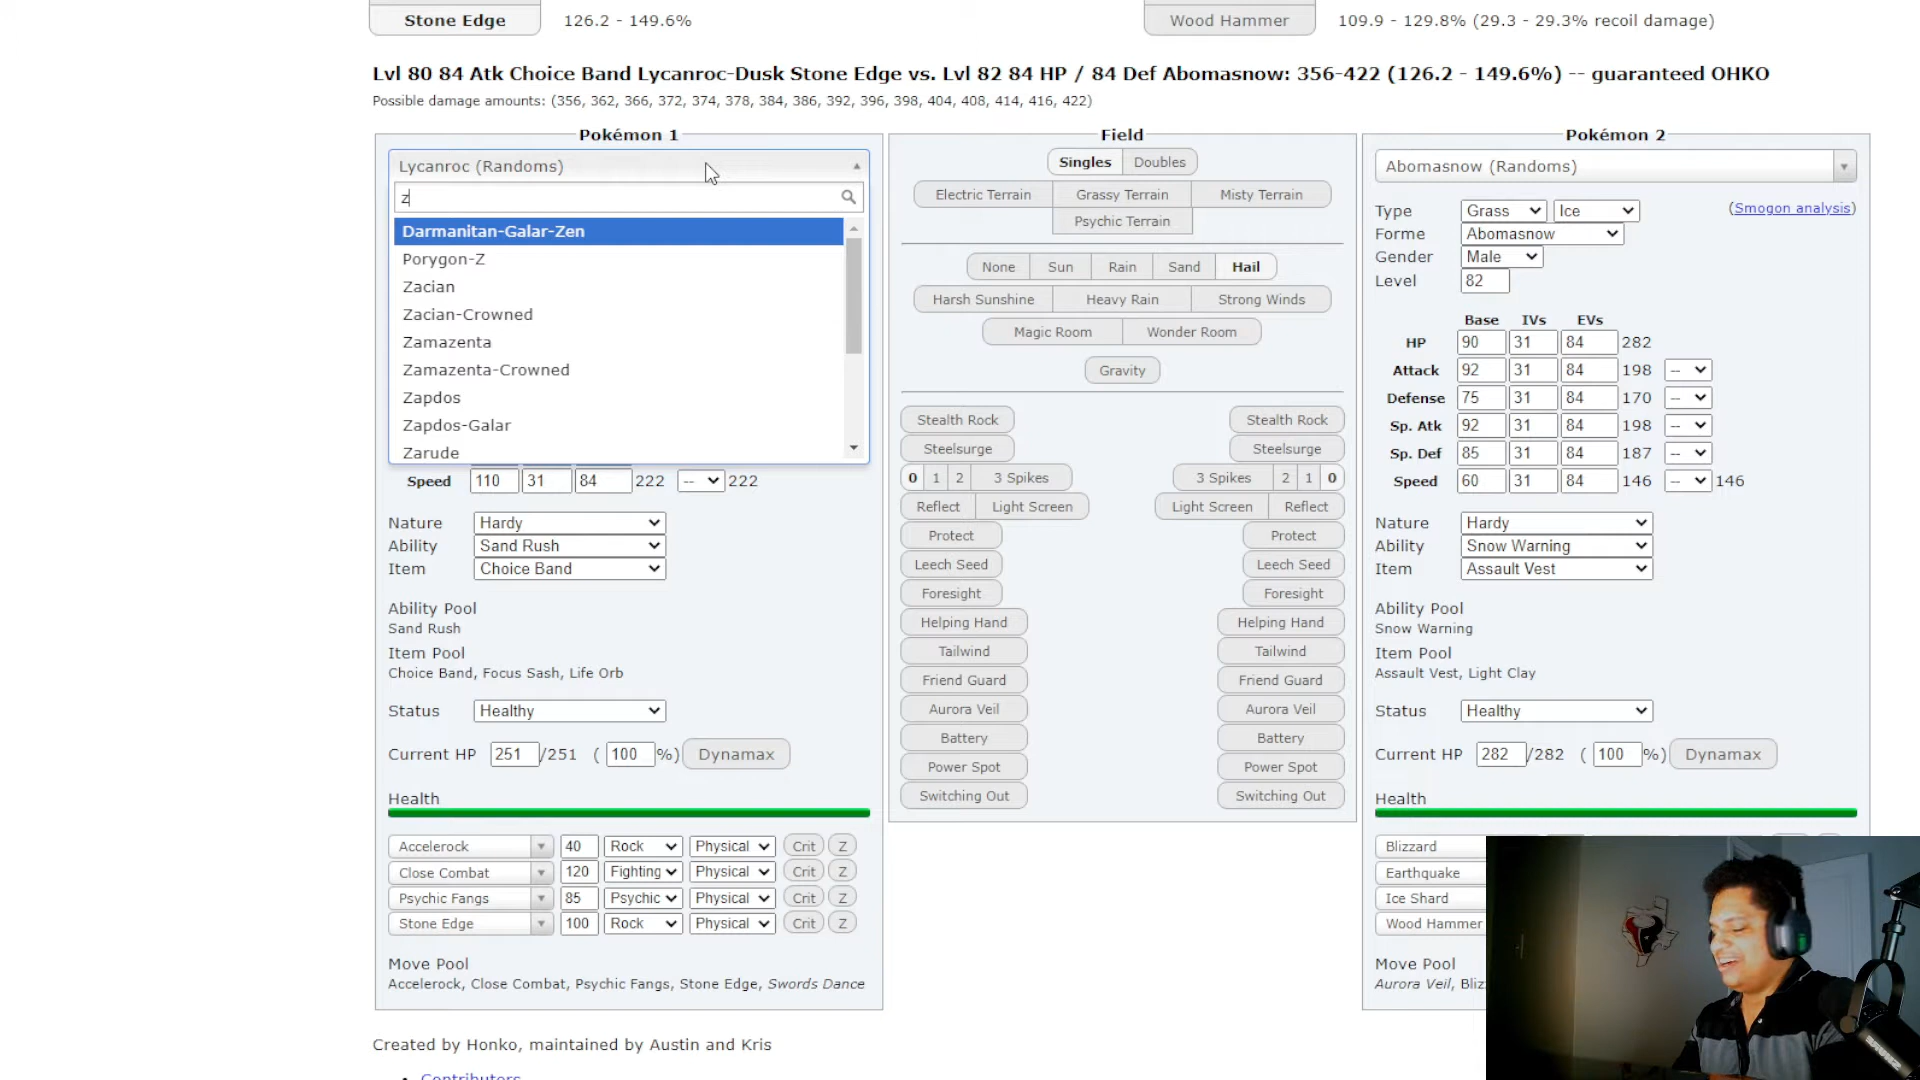 Stone Edge 126.2 - 149.6% Wood Hammer 109.9 - 129.8% (29.3 - 29.3% recoil damage)
Lvl 80 84 Atk Choice Band Lycanroc-Dusk Stone Edge vs. Lvl 82 84 HP / 84 Def Abomasnow: 356-422 (126.2 - 149.6%) -- guaranteed OHKO
Possible damage amounts: (356, 362, 366, 372, 374, 378, 384, 386, 392, 396, 398, 404, 408, 414, 416, 422)
Pokémon 1
Lycanroc (Randoms)
z
Darmanitan-Galar-Zen
Porygon-Z
Zacian
Zacian-Crowned
Zamazenta
Zamazenta-Crowned
Zapdos
Zapdos-Galar
Zarude
Speed 110 31 84 222 -- 222
Nature Hardy
Ability Sand Rush
Item Choice Band
Ability Pool
Sand Rush
Item Pool
Choice Band, Focus Sash, Life Orb
Status Healthy
Current HP 251 /251 ( 100 %) Dynamax
Health
Accelerock 40 Rock Physical Crit Z
Close Combat 120 Fighting Physical Crit Z
Psychic Fangs 85 Psychic Physical Crit Z
Stone Edge 100 Rock Physical Crit Z
Move Pool
Accelerock, Close Combat, Psychic Fangs, Stone Edge, Swords Dance
Field
Singles Doubles
Electric Terrain Grassy Terrain Misty Terrain
Psychic Terrain
None Sun Rain Sand Hail
Harsh Sunshine Heavy Rain Strong Winds
Magic Room Wonder Room
Gravity
Stealth Rock Stealth Rock
Steelsurge Steelsurge
0 1 2 3 Spikes 3 Spikes 2 1 0
Reflect Light Screen Light Screen Reflect
Protect Protect
Leech Seed Leech Seed
Foresight Foresight
Helping Hand Helping Hand
Tailwind Tailwind
Friend Guard Friend Guard
Aurora Veil Aurora Veil
Battery Battery
Power Spot Power Spot
Switching Out Switching Out
Pokémon 2
Abomasnow (Randoms)
Type Grass Ice (Smogon analysis)
Forme Abomasnow
Gender Male
Level 82
Base IVs EVs
HP 90 31 84 282
Attack 92 31 84 198 --
Defense 75 31 84 170 --
Sp. Atk 92 31 84 198 --
Sp. Def 85 31 84 187 --
Speed 60 31 84 146 -- 146
Nature Hardy
Ability Snow Warning
Item Assault Vest
Ability Pool
Snow Warning
Item Pool
Assault Vest, Light Clay
Status Healthy
Current HP 282 /282 ( 100 %) Dynamax
Health
Blizzard
Earthquake
Ice Shard
Wood Hammer
Move Pool
Aurora Veil, Bliz
Created by Honko, maintained by Austin and Kris
Contributors